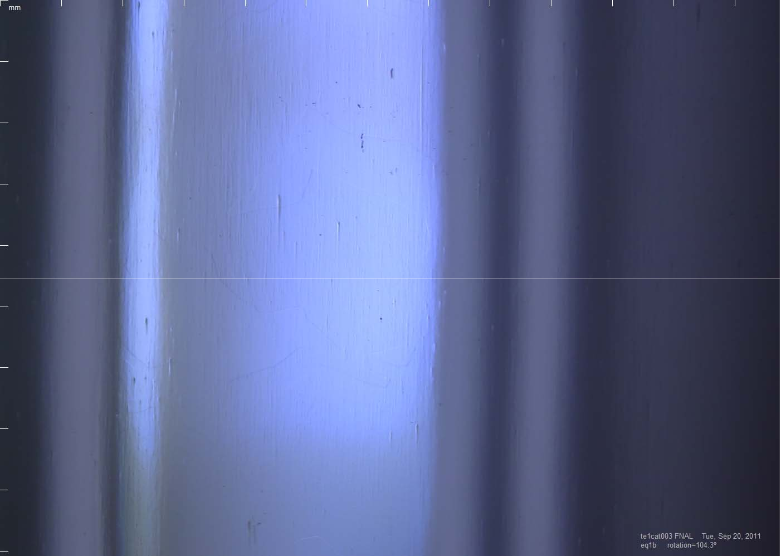 mm
te1cat003 FNAL Tue, Sep 20, 2011
eq1b rotation=104.3º